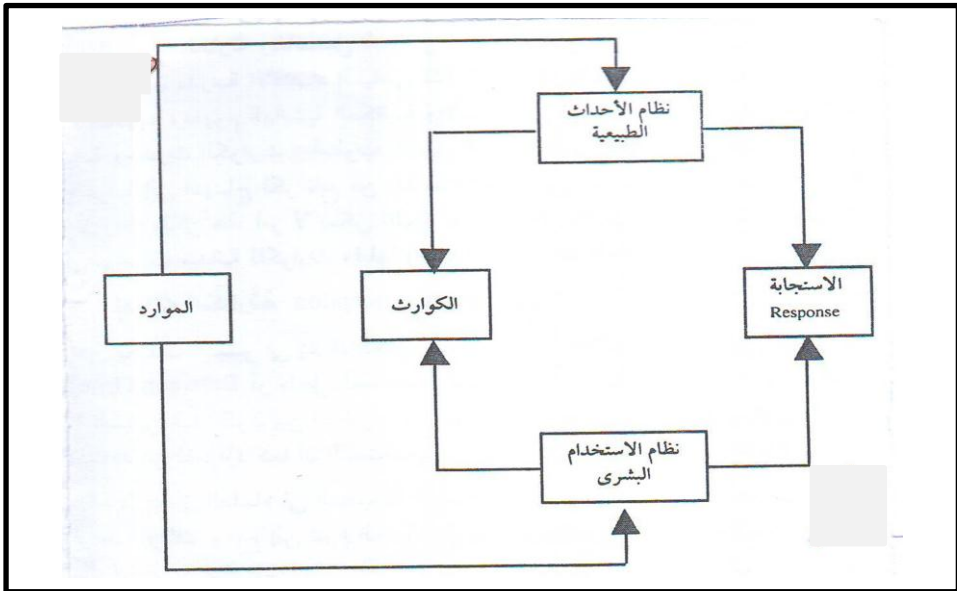 نظام الأحداث
الطبيعية
الاستجابة
Response
الكوارث
الموارد
نظام الاستخدام
البشرى